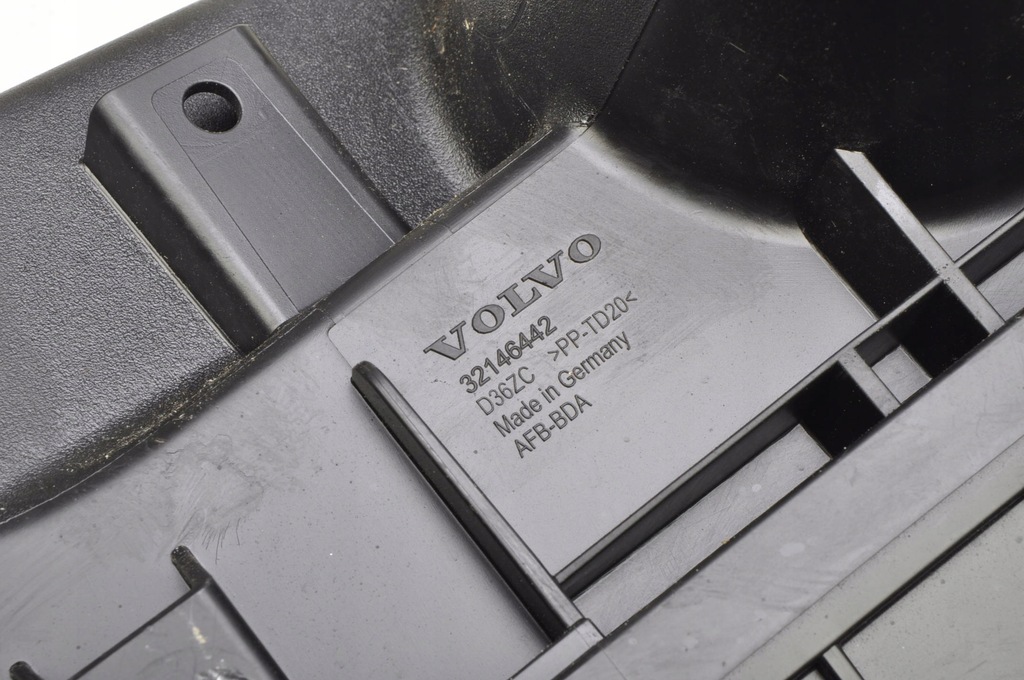 VOLVO
32146442
D36ZC >PP-TD20<
Made in Germany
AFB-BDA